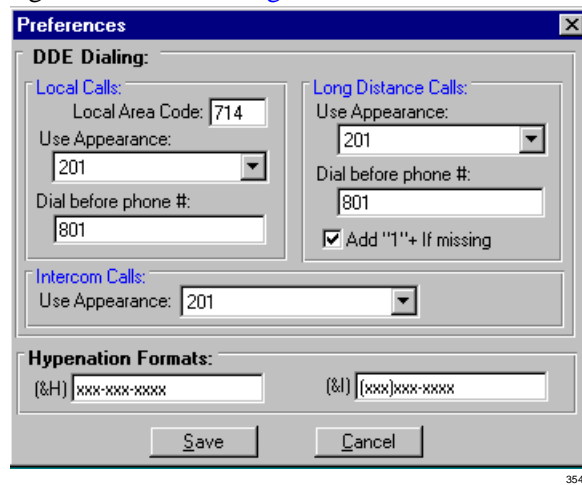 Preferences
DDE Dialing:
Local Calls:
Local Area Code: 714
Use Appearance:
201
Dial before phone #:
801
Long Distance Calls:
Use Appearance:
201
Dial before phone #:
801
Add "1"+ If missing
Intercom Calls:
Use Appearance: 201
Hypenation Formats:
(&H) xxx-xxx-xxxx
(&I) (xxx)xxx-xxxx
Save
Cancel
354